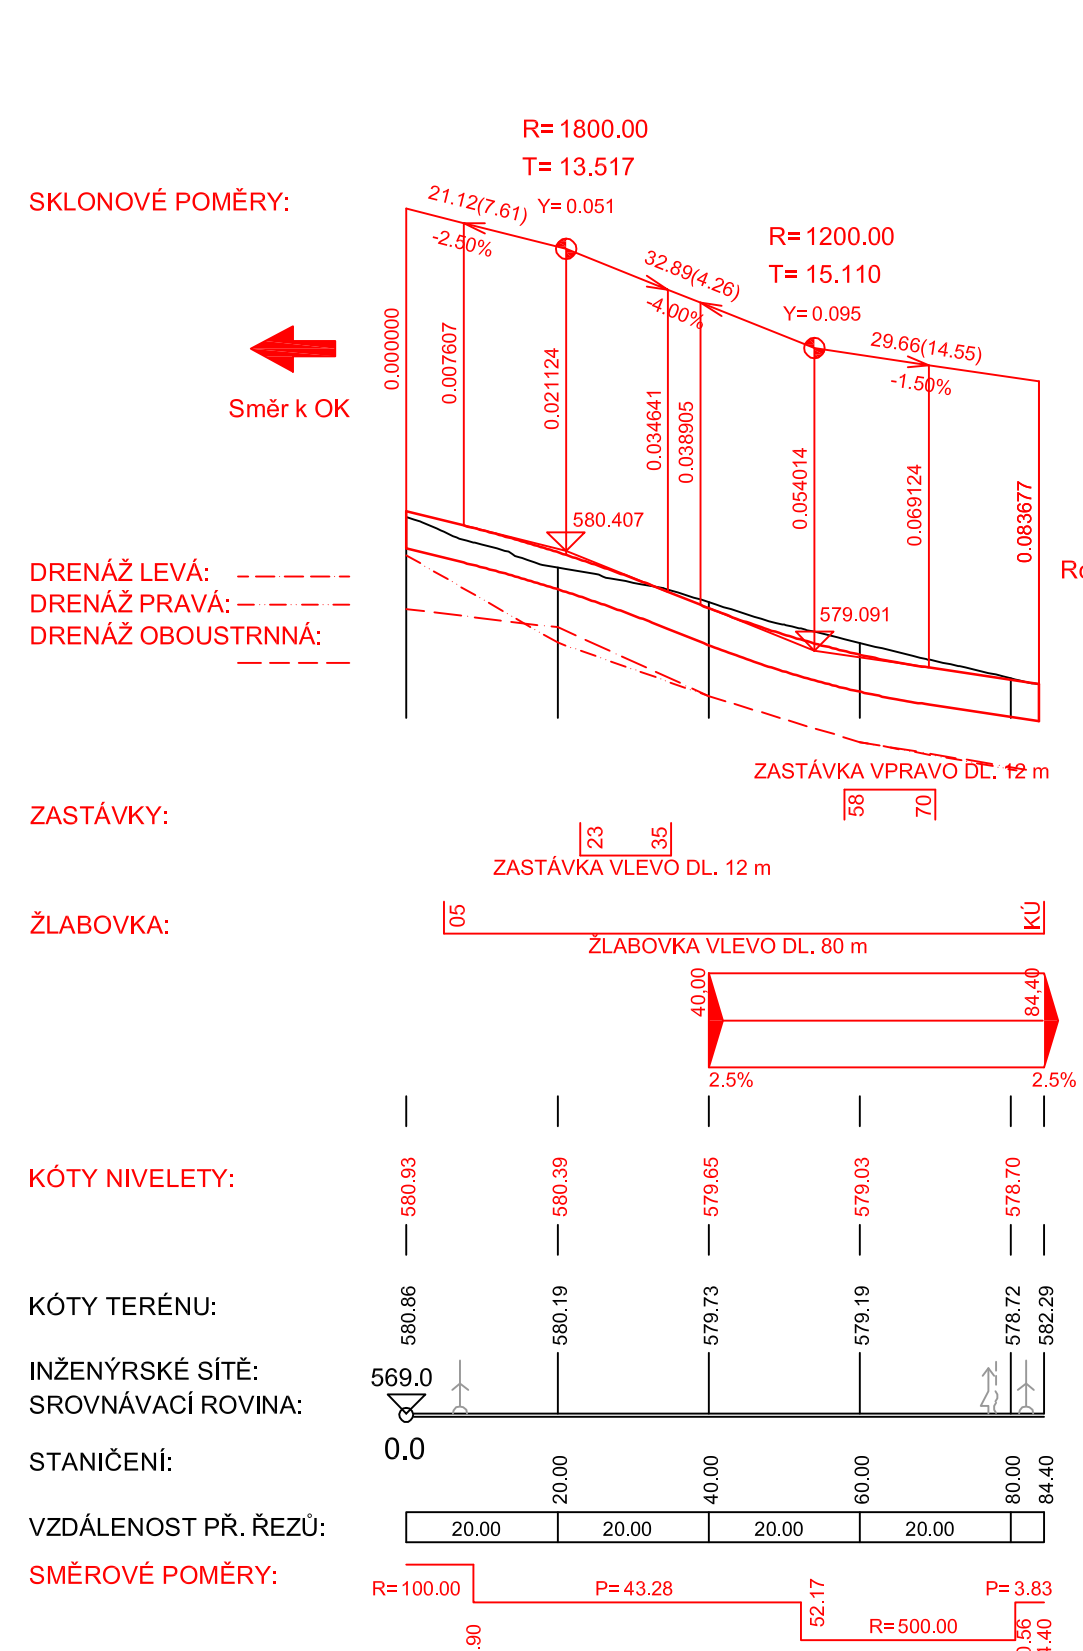 R= 1800.00
T= 13.517
SKLONOVÉ POMĚRY:
21.12(7.61)
Y= 0.051
-2.50%
R= 1200.00
T= 15.110
32.89(4.26)
-4.00%
Y= 0.095
29.66(14.55)
-1.50%
0.000000
0.007607
0.021124
0.034641
0.038905
0.054014
0.069124
0.083677
Směr k OK
580.407
579.091
DRENÁŽ LEVÁ:
DRENÁŽ PRAVÁ:
DRENÁŽ OBOUSTRNNÁ:
ZASTÁVKA VPRAVO DL. 12 m
58
70
ZASTÁVKY:
23
35
ZASTÁVKA VLEVO DL. 12 m
ŽLABOVKA:
05
KÚ
ŽLABOVKA VLEVO DL. 80 m
40,00
84,40
2.5%
2.5%
KÓTY NIVELETY:
580.93
580.39
579.65
579.03
578.70
KÓTY TERÉNU:
580.86
580.19
579.73
579.19
578.72
582.29
INŽENÝRSKÉ SÍTĚ:
569.0
SROVNÁVACÍ ROVINA:
0.0
STANIČENÍ:
20.00
40.00
60.00
80.00
84.40
VZDÁLENOST PŘ. ŘEZŮ:
20.00
20.00
20.00
20.00
SMĚROVÉ POMĚRY:
R= 100.00
P= 43.28
52.17
R= 500.00
P= 3.83